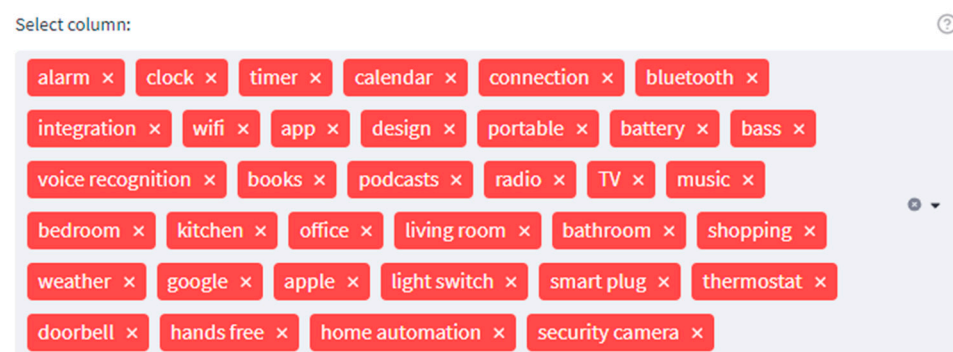 Select column:
alarm × clock × timer × calendar × connection × bluetooth ×
integration × wifi × app × design × portable × battery × bass ×
voice recognition × books × podcasts × radio × TV × music ×
bedroom × kitchen × office × living room × bathroom × shopping ×
weather × google × apple × light switch × smart plug × thermostat ×
doorbell × hands free × home automation × security camera ×